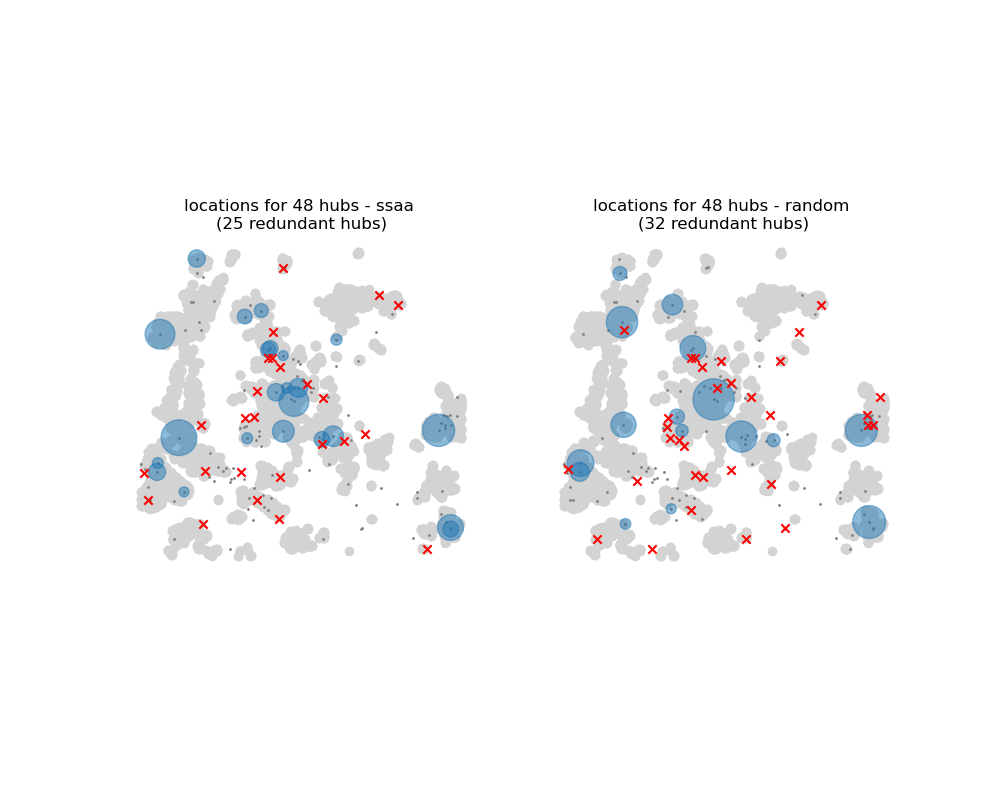 locations for 48 hubs - ssaa
(25 redundant hubs)
locations for 48 hubs - random
(32 redundant hubs)